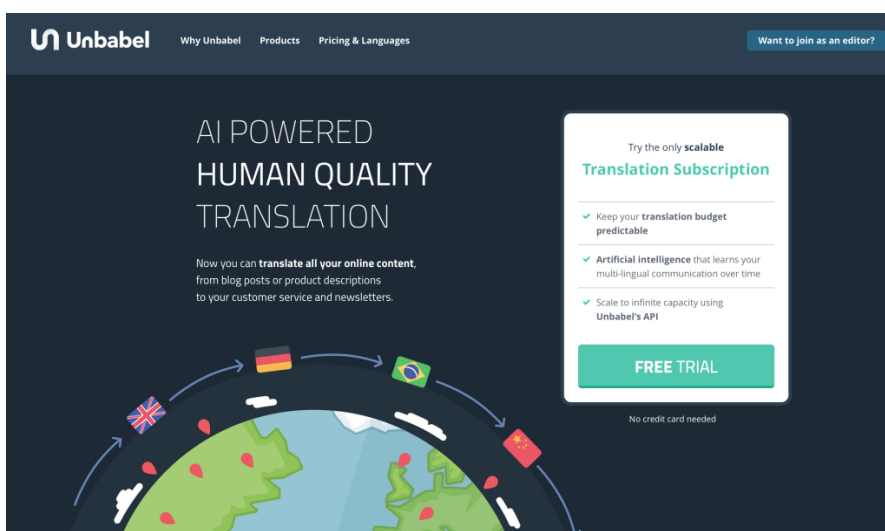 Unbabel
Why Unbabel Products Pricing & Languages
Want to join as an editor?
AI POWERED
HUMAN QUALITY
TRANSLATION
Now you can translate all your online content,
from blog posts or product descriptions
to your customer service and newsletters.
Try the only scalable
Translation Subscription
Keep your translation budget
predictable
Artificial intelligence that learns your
multi-lingual communication over time
Scale to infinite capacity using
Unbabel's API
FREE TRIAL
No credit card needed